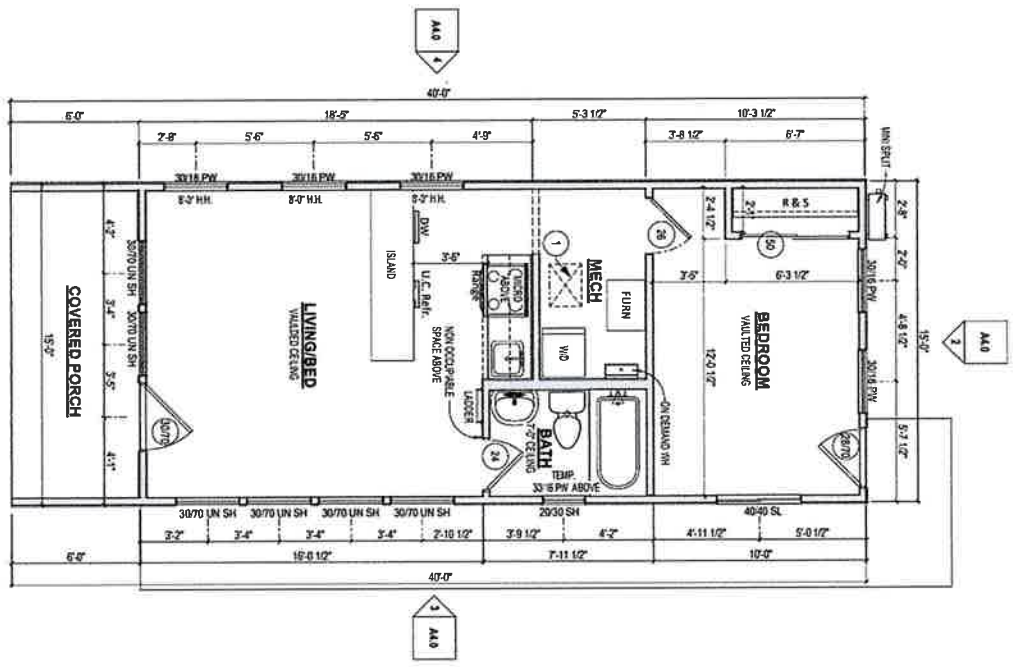 A4.0
4
40'-0"
6'-0"
18'-5"
5'-3 1/2"
10'-3 1/2"
2'-8"
5'-6"
5'-6"
4'-9"
3'-8 1/2"
6'-7"
MINI SPLIT
30/16 PW
30/16 PW
30/16 PW
8'-0" H.H.
8'-0" H.H.
8'-0" H.H.
2'-4 1/2"
2'-1"
R & S
2'-8"
26
50
DW
3'-6"
1
MECH
3'-5"
6'-3 1/2"
2'-0"
30/16 PW
4'-2"
30/70 UN SH
ISLAND
U.C. Refr.
Range
MICRO ABOVE
FURN
4'-8 1/2"
15'-0"
A4.0
2
COVERED PORCH
15'-0"
3'-4"
30/70 UN SH
LIVING/BED
VAULTED CEILING
NON OCCUPIABLE
SPACE ABOVE
W/D
BEDROOM
VAULTED CEILING
12'-0 1/2"
30/16 PW
3'-5"
LADDER
ON DEMAND WH
4'-1"
30/70
24
BATH
7'-0" CEILING
TEMP.
33/16 PW ABOVE
28/70
5'-7 1/2"
30/70 UN SH
30/70 UN SH
30/70 UN SH
30/70 UN SH
20/30 SH
40/40 SL
3'-2"
3'-4"
3'-4"
3'-4"
2'-10 1/2"
3'-9 1/2"
4'-2"
4'-11 1/2"
5'-0 1/2"
6'-0"
16'-0 1/2"
7'-11 1/2"
10'-0"
40'-0"
3
A4.0